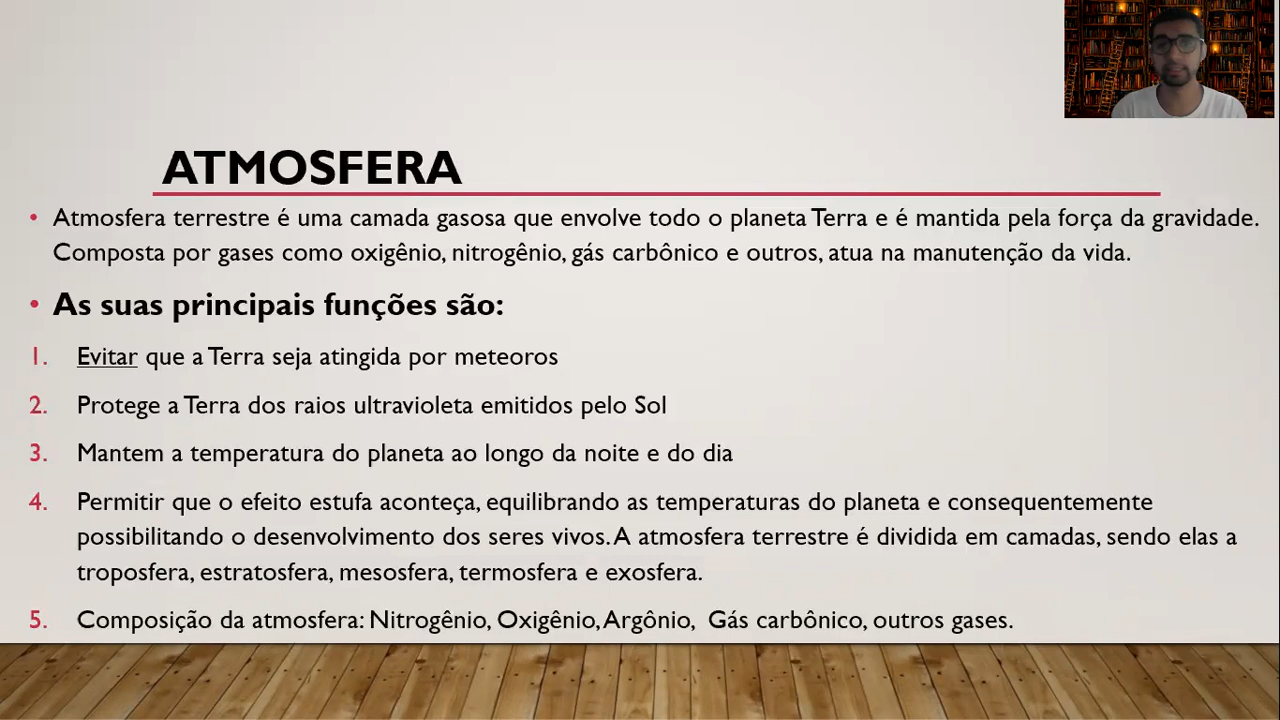 ATMOSFERA
• Atmosfera terrestre é uma camada gasosa que envolve todo o planeta Terra e é mantida pela força da gravidade.
Composta por gases como oxigênio, nitrogênio, gás carbônico e outros, atua na manutenção da vida.
• As suas principais funções são:
1. Evitar que a Terra seja atingida por meteoros
2. Protege a Terra dos raios ultravioleta emitidos pelo Sol
3. Mantem a temperatura do planeta ao longo da noite e do dia
4. Permitir que o efeito estufa aconteça, equilibrando as temperaturas do planeta e consequentemente
possibilitando o desenvolvimento dos seres vivos. A atmosfera terrestre é dividida em camadas, sendo elas a
troposfera, estratosfera, mesosfera, termosfera e exosfera.
5. Composição da atmosfera: Nitrogênio, Oxigênio, Argônio, Gás carbônico, outros gases.